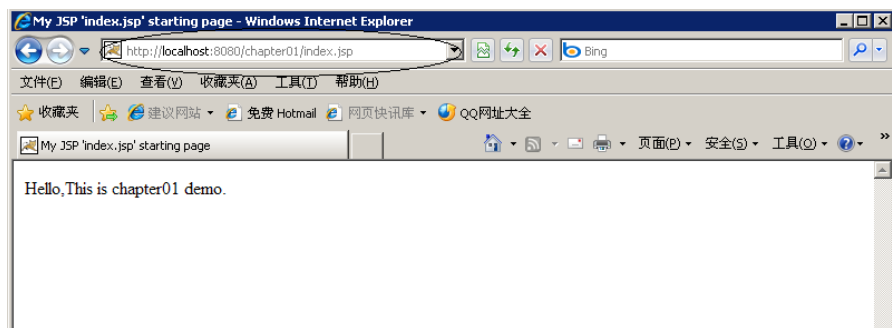 My JSP 'index.jsp' starting page - Windows Internet Explorer
http://localhost:8080/chapter01/index.jsp
Bing
文件(F) 编辑(E) 查看(V) 收藏夹(A) 工具(T) 帮助(H)
收藏夹 建议网站 免费 Hotmail 网页快讯库 QQ网址大全
My JSP 'index.jsp' starting page
页面(P) 安全(S) 工具(O)
Hello,This is chapter01 demo.